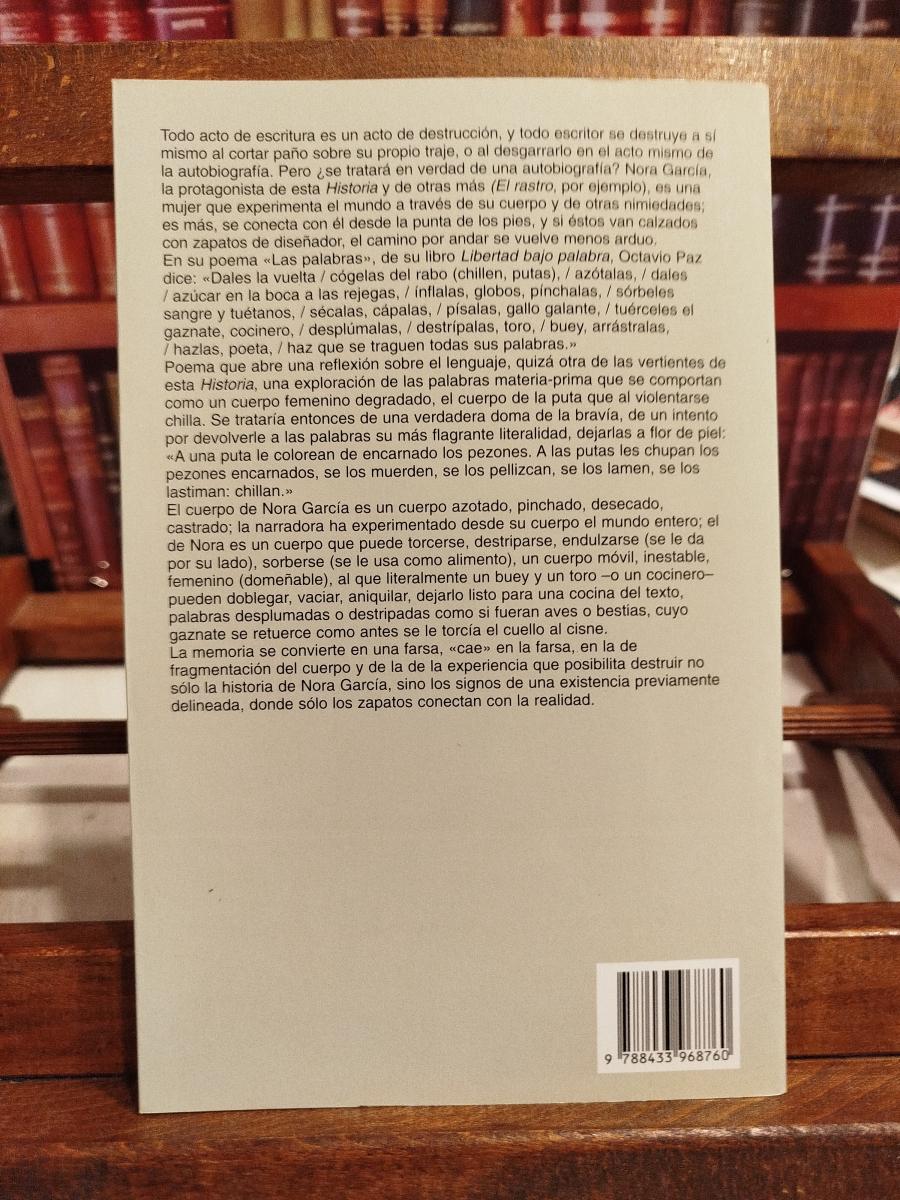 Todo acto de escritura es un acto de destrucción, y todo escritor se destruye a sí
mismo al cortar paño sobre su propio traje, o al desgarrarlo en el acto mismo de
la autobiografía. Pero ¿se tratará en verdad de una autobiografía? Nora García,
la protagonista de esta Historia y de otras más (El rastro, por ejemplo), es una
mujer que experimenta el mundo a través de su cuerpo y de otras nimiedades;
es más, se conecta con él desde la punta de los pies, y si éstos van calzados
con zapatos de diseñador, el camino por andar se vuelve menos arduo.
En su poema «Las palabras», de su libro Libertad bajo palabra, Octavio Paz
dice: «Dales la vuelta / cógelas del rabo (chillen, putas), / azótalas, / dales
/ azúcar en la boca a las rejegas, / ínflalas, globos, pínchalas, / sórbeles
sangre y tuétanos, / sécalas, cápalas, / písalas, gallo galante, / tuérceles el
gaznate, cocinero, / desplúmalas, / destrípalas, toro, / buey, arrástralas,
/ hazlas, poeta, / haz que se traguen todas sus palabras.»
Poema que abre una reflexión sobre el lenguaje, quizá otra de las vertientes de
esta Historia, una exploración de las palabras materia-prima que se comportan
como un cuerpo femenino degradado, el cuerpo de la puta que al violentarse
chilla. Se trataría entonces de una verdadera doma de la bravía, de un intento
por devolverle a las palabras su más flagrante literalidad, dejarlas a flor de piel:
«A una puta le colorean de encarnado los pezones. A las putas les chupan los
pezones encarnados, se los muerden, se los pellizcan, se los lamen, se los
lastiman: chillan.»
El cuerpo de Nora García es un cuerpo azotado, pinchado, desecado,
castrado; la narradora ha experimentado desde su cuerpo el mundo entero; el
de Nora es un cuerpo que puede torcerse, destriparse, endulzarse (se le da
por su lado), sorberse (se le usa como alimento), un cuerpo móvil, inestable,
femenino (domeñable), al que literalmente un buey y un toro –o un cocinero–
pueden doblegar, vaciar, aniquilar, dejarlo listo para una cocina del texto,
palabras desplumadas o destripadas como si fueran aves o bestias, cuyo
gaznate se retuerce como antes se le torcía el cuello al cisne.
La memoria se convierte en una farsa, «cae» en la farsa, en la de
fragmentación del cuerpo y de la de la experiencia que posibilita destruir no
sólo la historia de Nora García, sino los signos de una existencia previamente
delineada, donde sólo los zapatos conectan con la realidad.
9 788433 968760